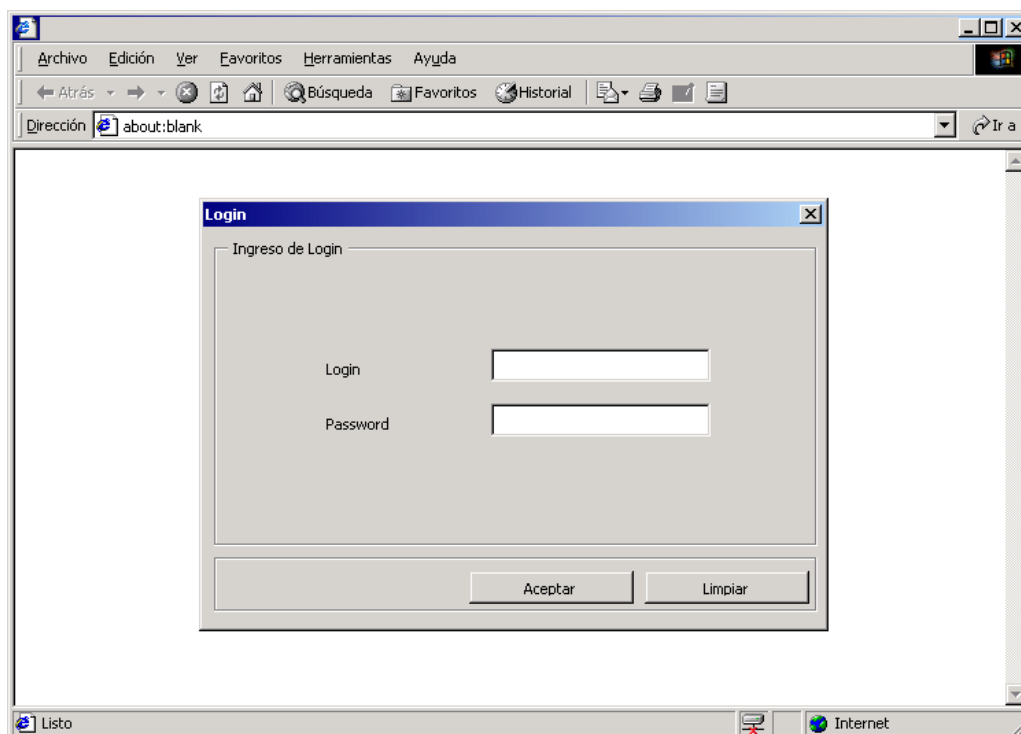 Archivo Edición Ver Favoritos Herramientas Ayuda
Atrás Búsqueda Favoritos Historial
Dirección about:blank Ir a
Login
Ingreso de Login
Login
Password
Aceptar Limpiar
Listo Internet